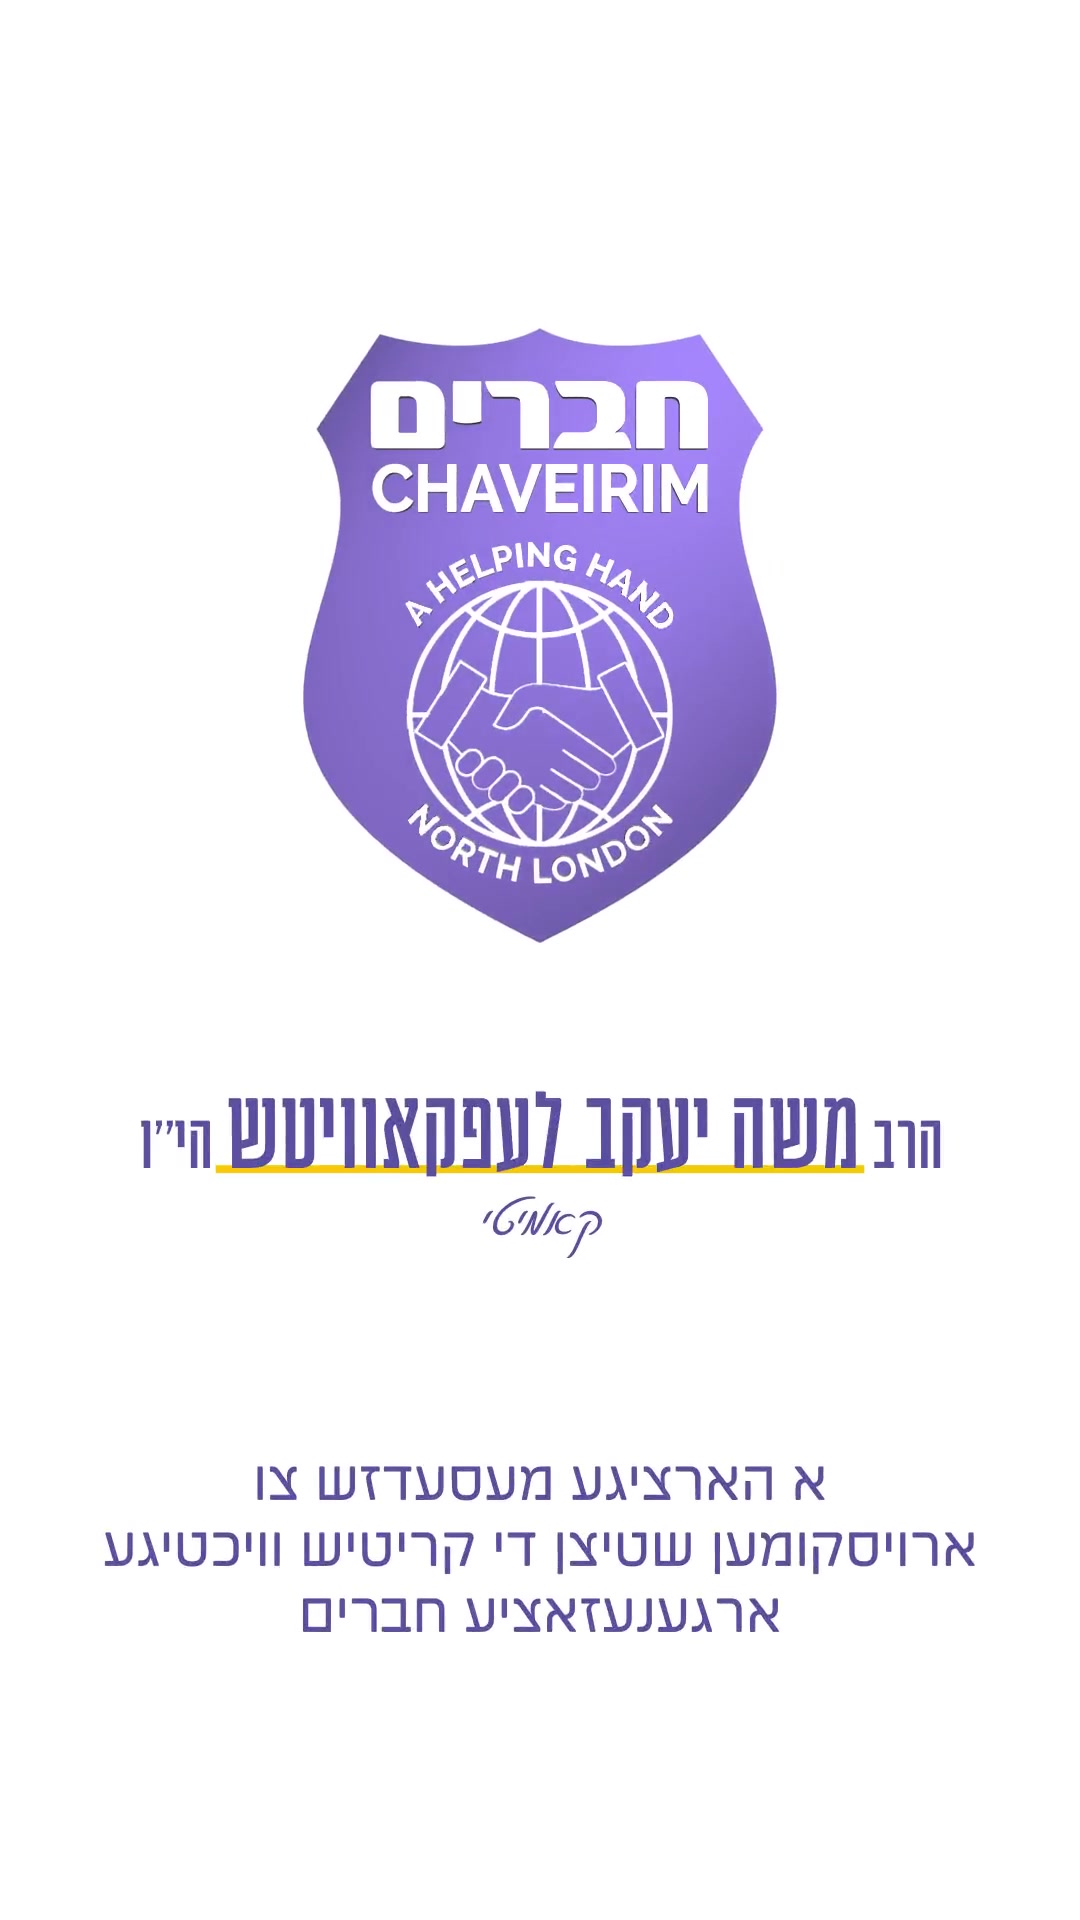 חברים
CHAVEIRIM
A HELPING HAND
NORTH LONDON
הרב משה יעקב לעפקאוויטש הי''ו
קאמיטי
א הארציגע מעסעדזש צו
ארויסקומען שטיצן די קריטיש וויכטיגע
ארגענעזאציע חברים